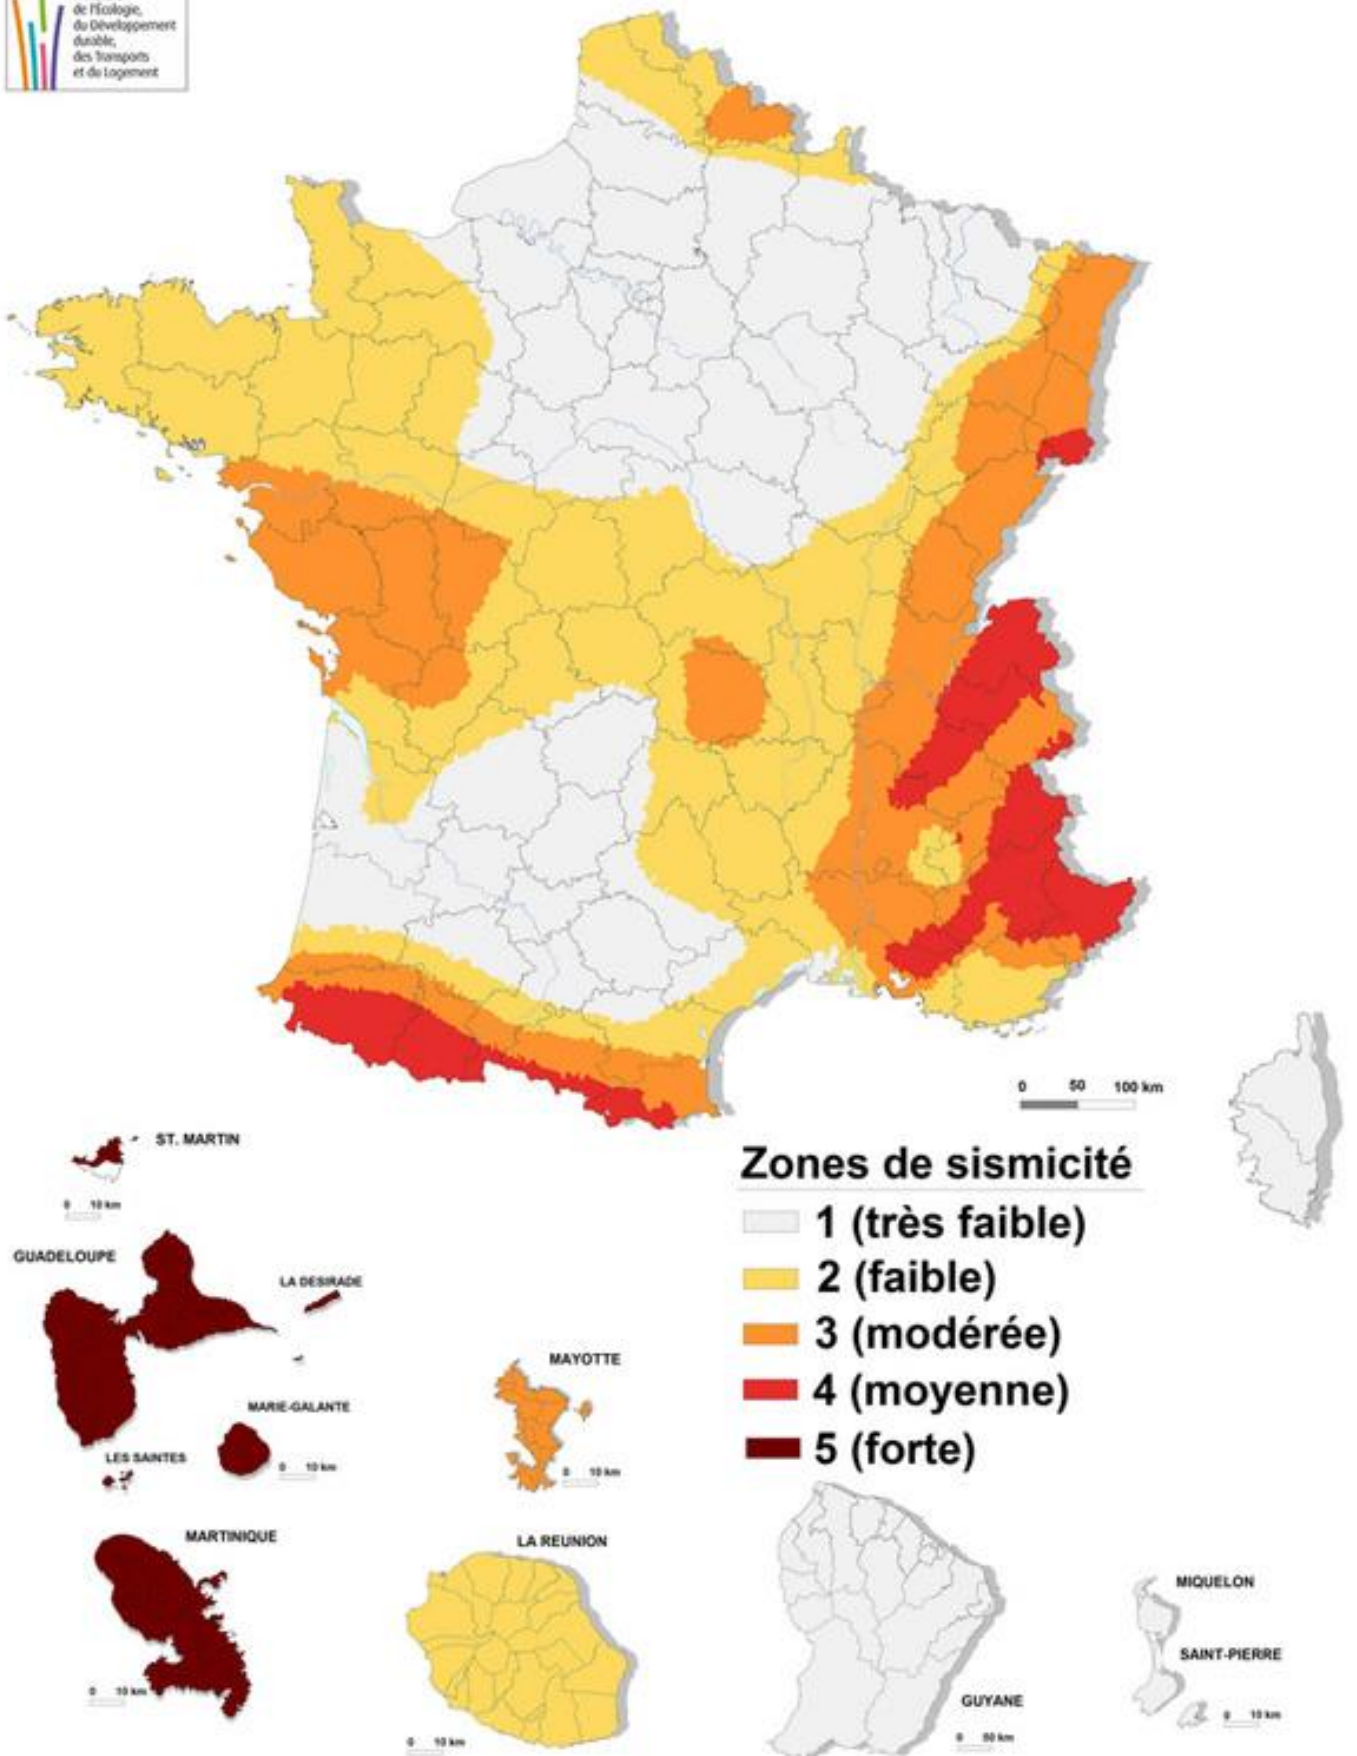 de l'Écologie,
du Développement
durable,
des Transports
et du Logement
0 50 100 km
ST. MARTIN
0 10 km
GUADELOUPE
LA DESIRADE
MARIE-GALANTE
0 10 km
LES SAINTES
MAYOTTE
0 10 km
Zones de sismicité
1 (très faible)
2 (faible)
3 (modérée)
4 (moyenne)
5 (forte)
MARTINIQUE
0 10 km
LA REUNION
0 10 km
GUYANE
0 50 km
MIQUELON
SAINT-PIERRE
0 10 km